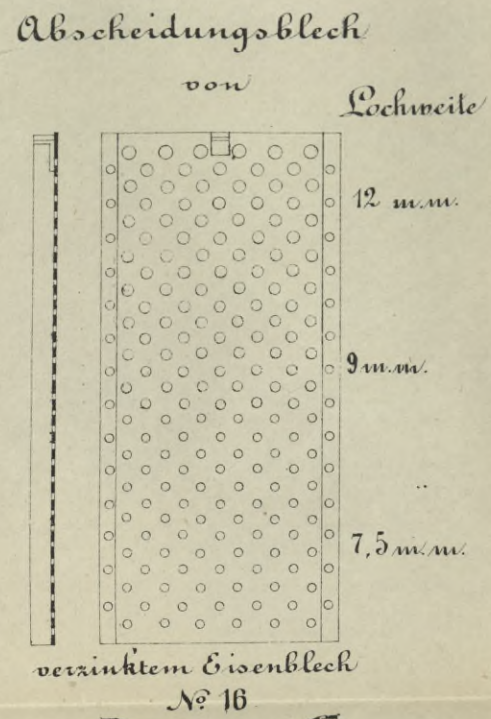 Abscheidungsblech
von
Lochweite
12 m.m.
9 m.m.
7,5 m.m.
verzinktem Eisenblech
No 16